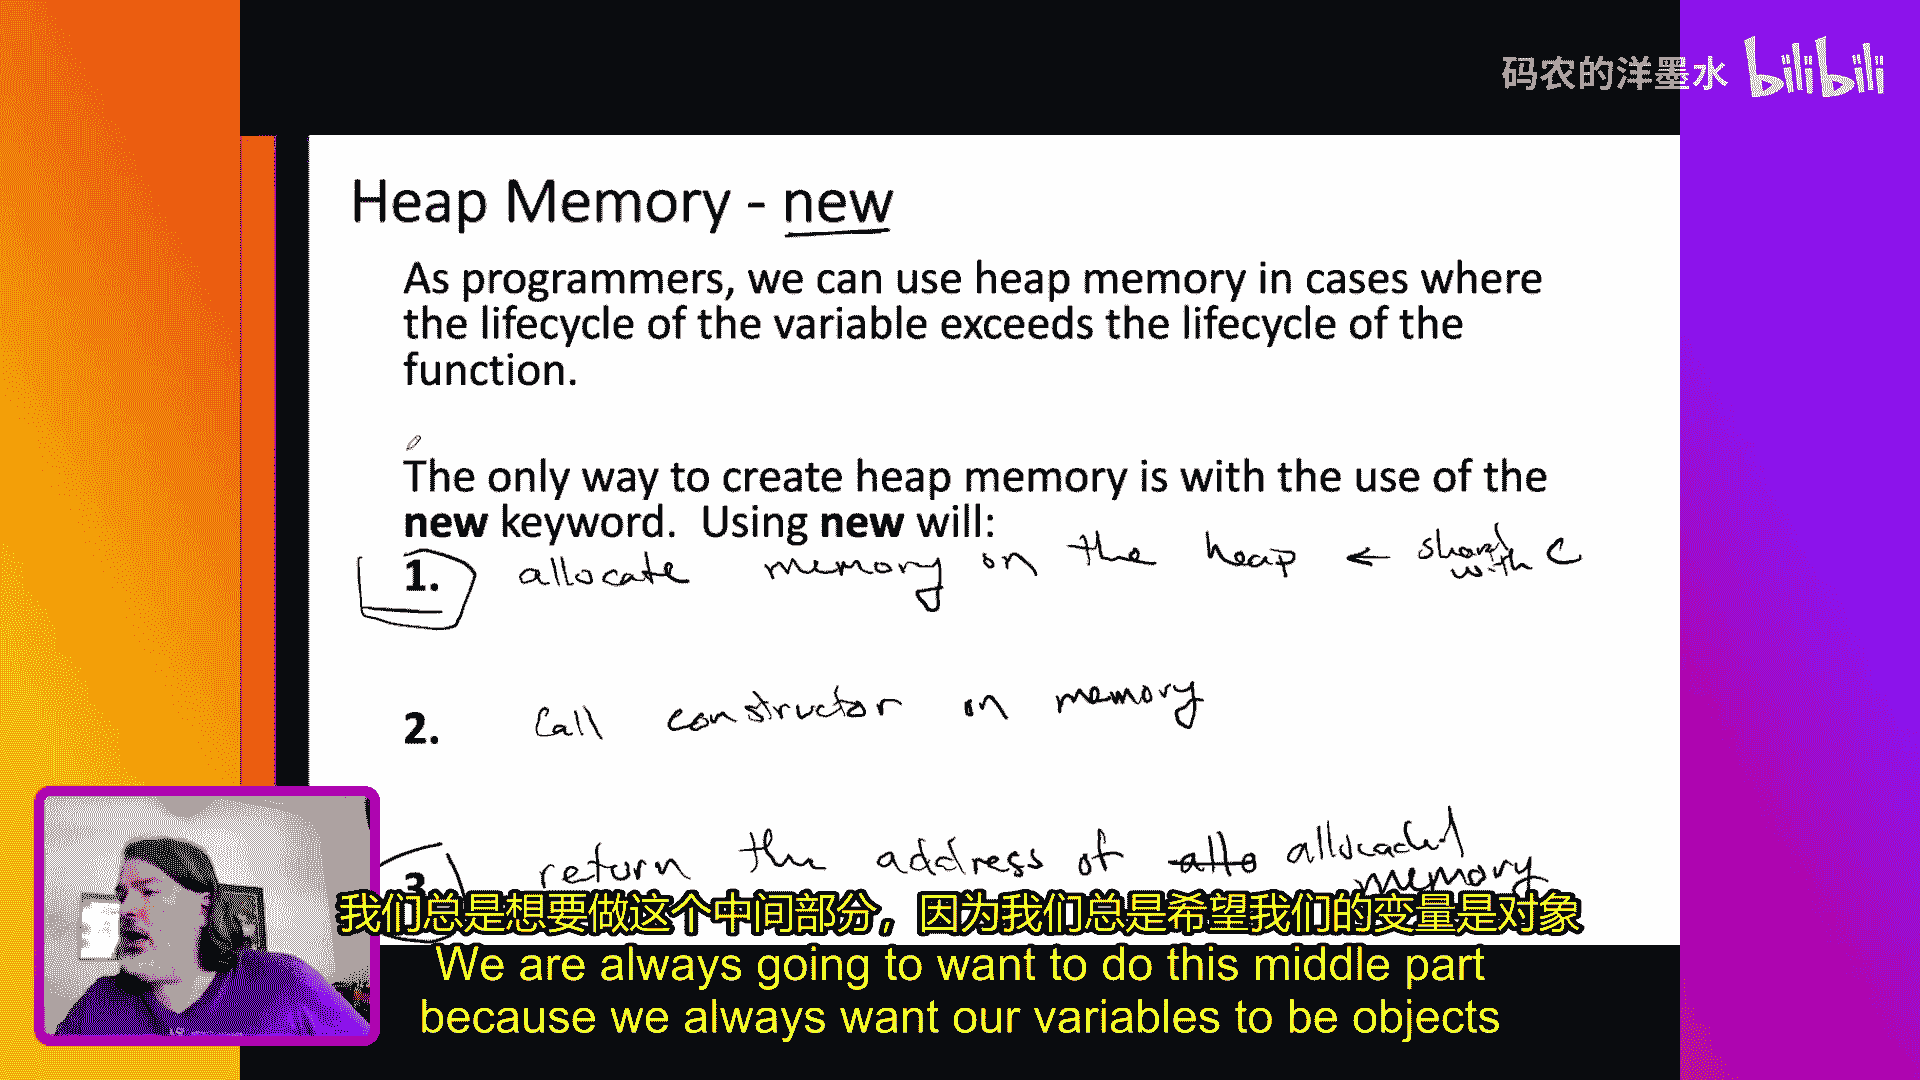 码农的洋墨水 bilibili
Heap Memory - new
As programmers, we can use heap memory in cases where
the lifecycle of the variable exceeds the lifecycle of the
function.
The only way to create heap memory is with the use of the
new keyword. Using new will:
1. allocate memory on the heap ← shared with C
2. Call constructor on memory
3. return the address of allocated memory
我们总是想要做这个中间部分，因为我们总是希望我们的变量是对象
We are always going to want to do this middle part
because we always want our variables to be objects